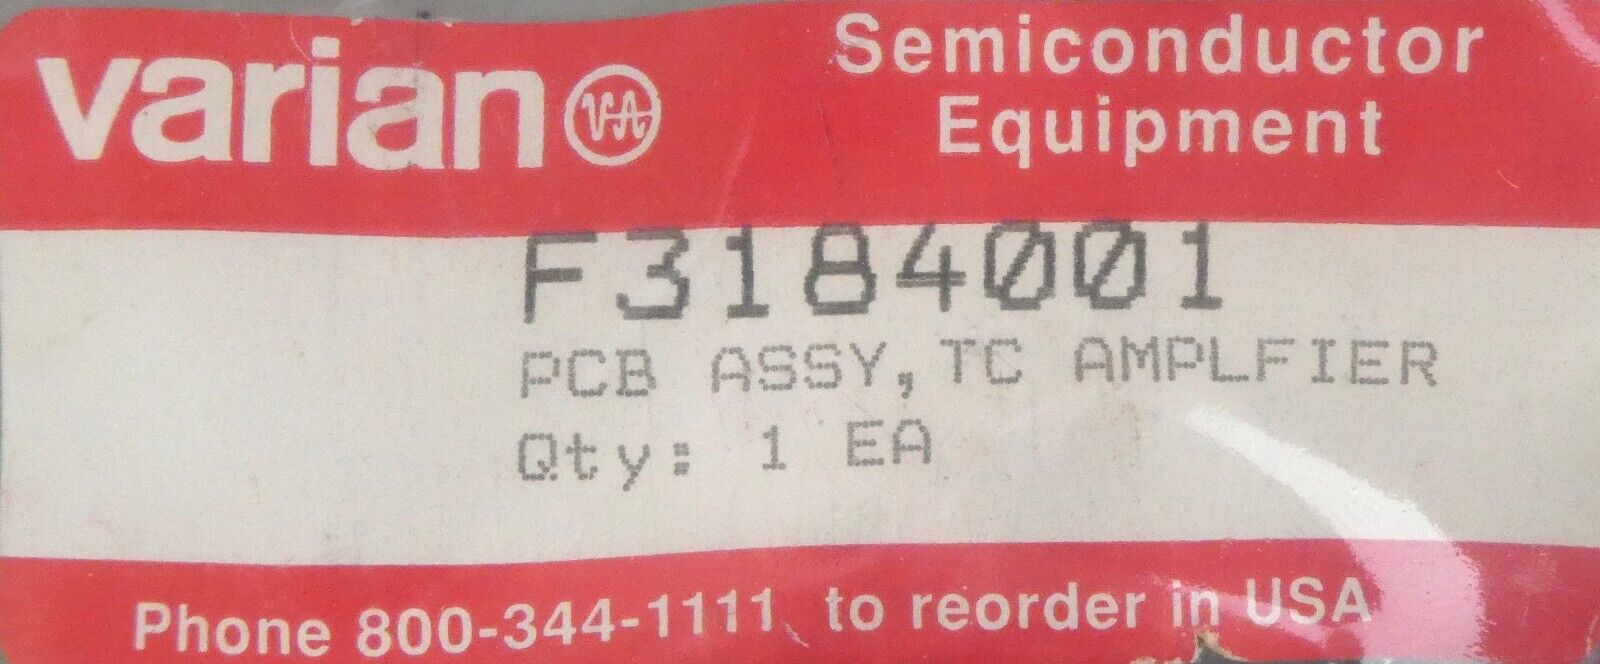 varian VA
Semiconductor
Equipment
F3184001
PCB ASSY, TC AMPLFIER
Qty: 1 EA
Phone 800-344-1111 to reorder in USA